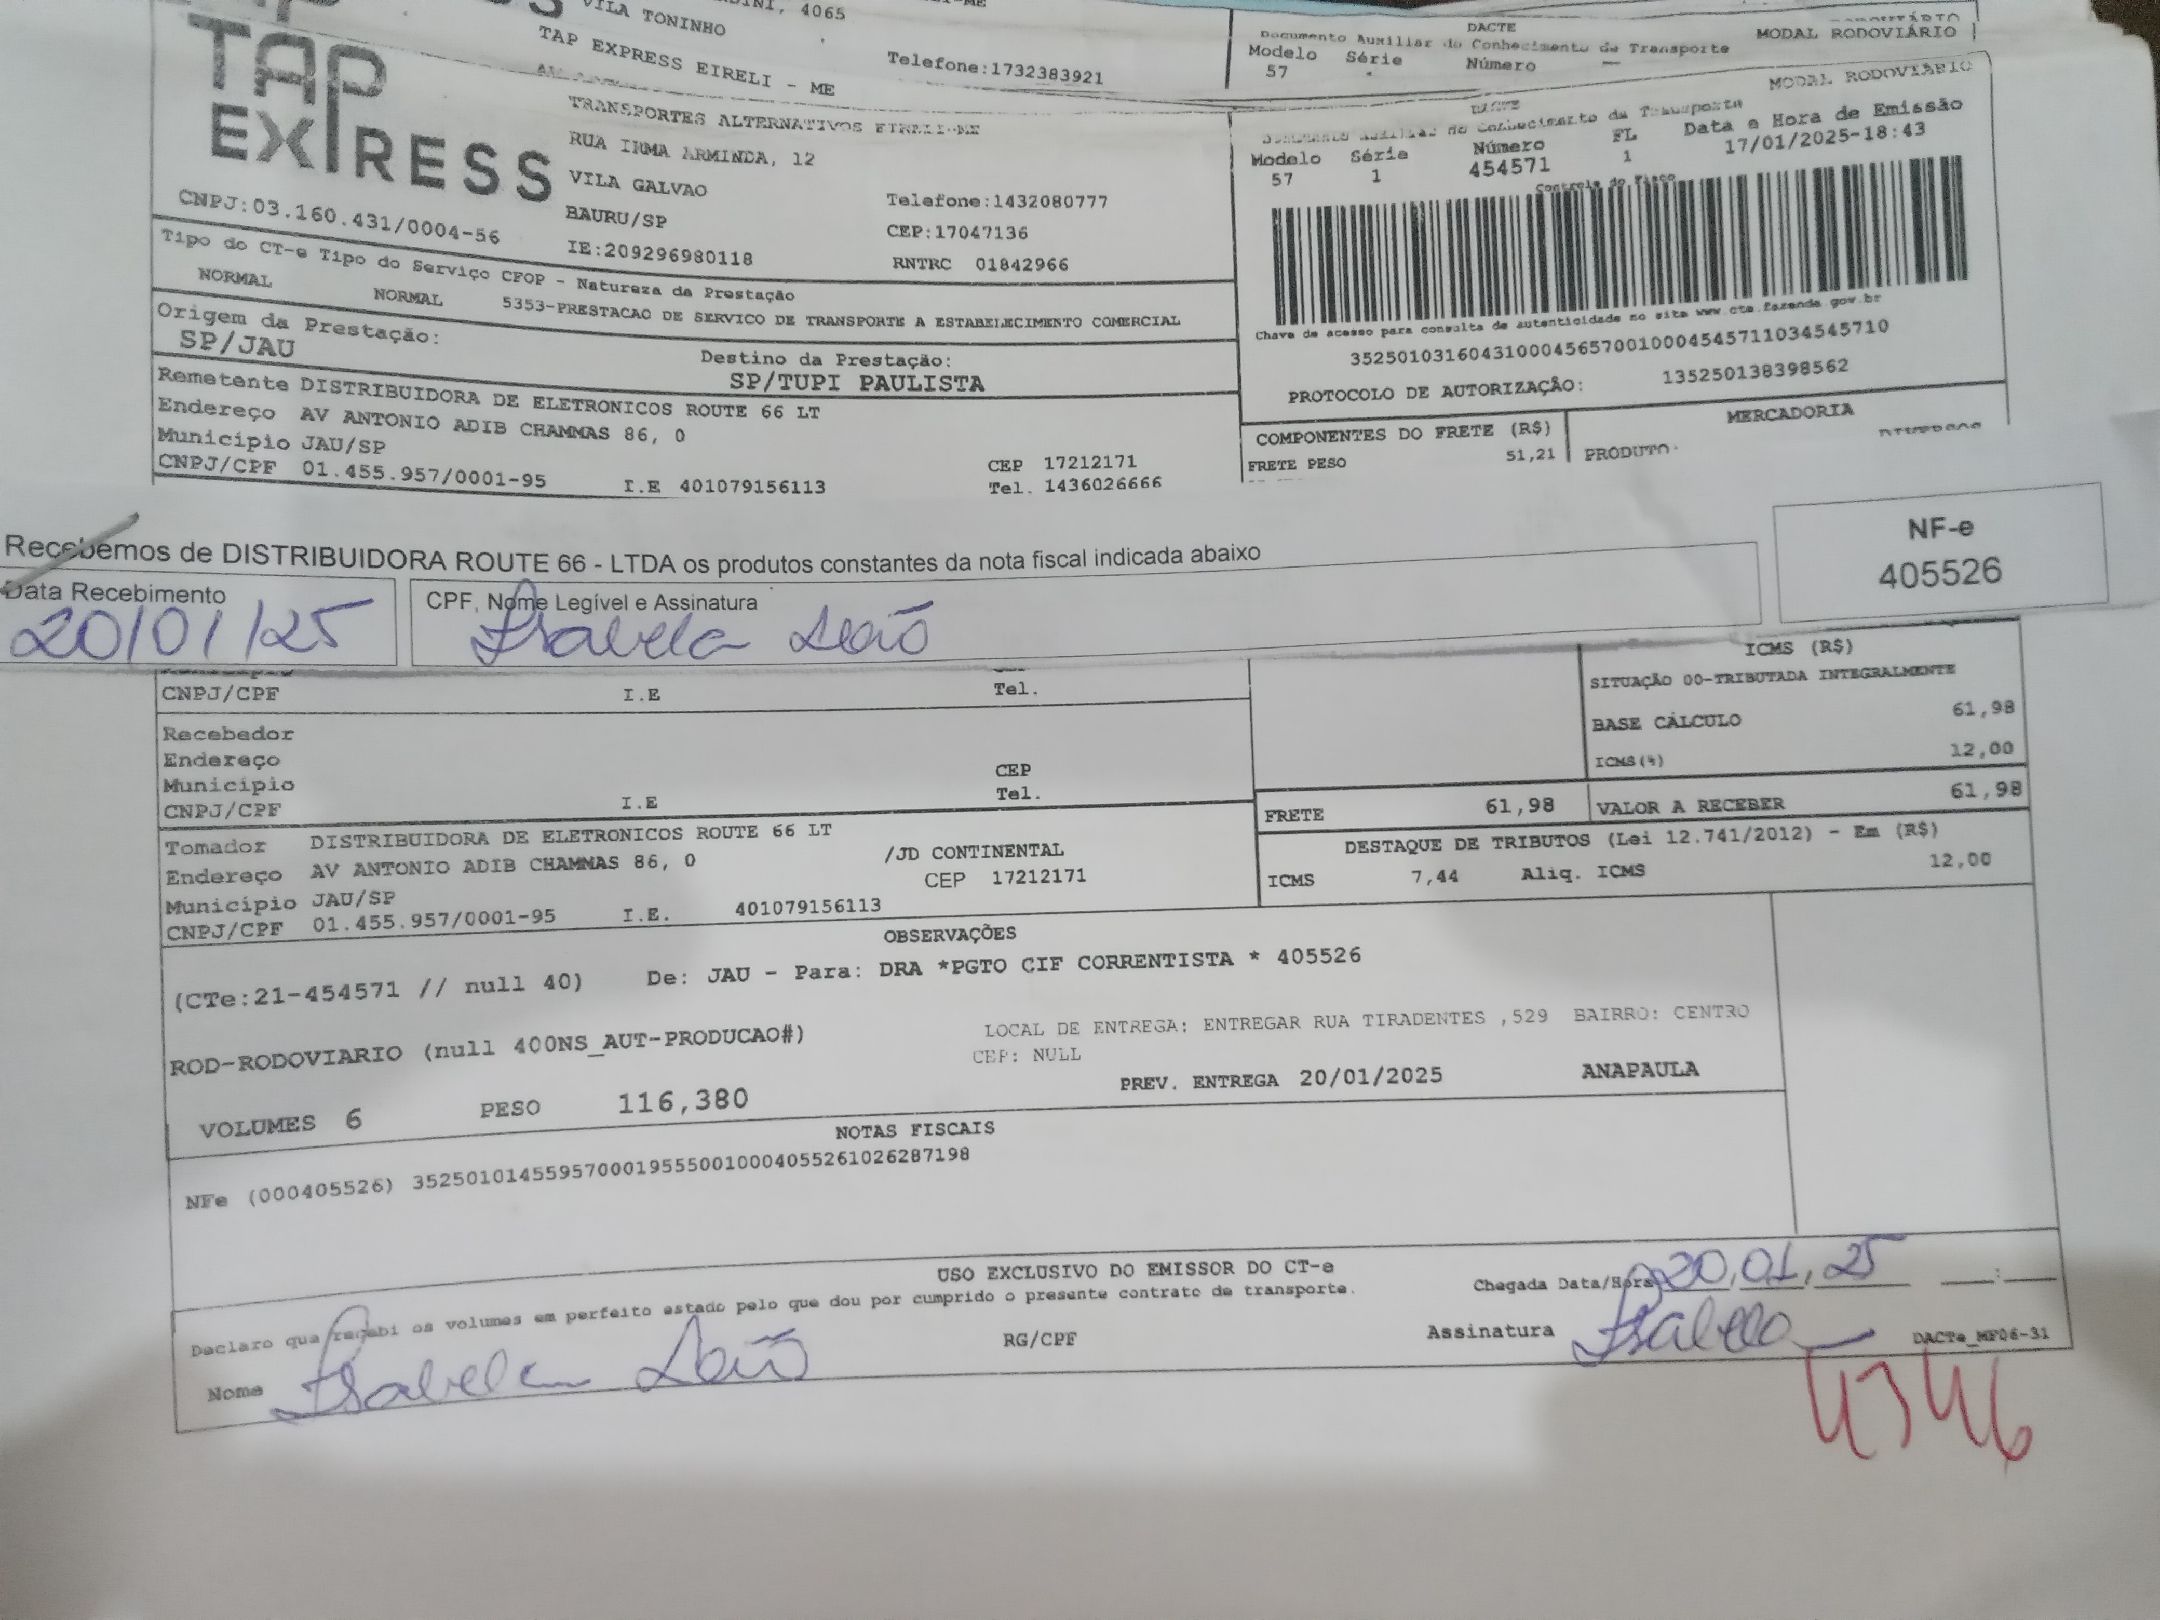 VILA TONINHO
TAP EXPRESS EIRELI - ME
Telefone:1732383921
DACTE
Documento Auxiliar do Conhecimento de Transporte
MODAL RODOVIÁRIO
Modelo Série Número
57
TAP
EXPRESS
TRANSPORTES ALTERNATIVOS EIRELI-ME
RUA IRMA ARMINDA, 12
VILA GALVAO
BAURU/SP
IE:209296980118
Telefone:1432080777
CEP:17047136
RNTRC 01842966
CNPJ:03.160.431/0004-56
MODAL RODOVIÁRIO
DACTE
Documento Auxiliar do Conhecimento de Transporte
Modelo Série Número FL Data e Hora de Emissão
57 1 454571 1 17/01/2025-18:43
Controle do Fisco
Chave de acesso para consulta de autenticidade no site www.cte.fazenda.gov.br
35250103160431000456570010004545711034545710
PROTOCOLO DE AUTORIZAÇÃO: 135250138398562
Tipo do CT-e Tipo do Serviço CFOP - Natureza da Prestação
NORMAL NORMAL 5353-PRESTACAO DE SERVICO DE TRANSPORTE A ESTABELECIMENTO COMERCIAL
Origem da Prestação:
SP/JAU
Destino da Prestação:
SP/TUPI PAULISTA
Remetente DISTRIBUIDORA DE ELETRONICOS ROUTE 66 LT
Endereço AV ANTONIO ADIB CHAMMAS 86, 0
Município JAU/SP
CEP 17212171
CNPJ/CPF 01.455.957/0001-95 I.E 401079156113 Tel. 1436026666
COMPONENTES DO FRETE (R$)
FRETE PESO 51,21
MERCADORIA
PRODUTO:
Recebemos de DISTRIBUIDORA ROUTE 66 - LTDA os produtos constantes da nota fiscal indicada abaixo
NF-e
405526
Data Recebimento
20/01/25
CPF, Nome Legível e Assinatura
Isabela Leão
CNPJ/CPF I.E Tel.
Recebedor
Endereço
Município CEP
CNPJ/CPF I.E Tel.
ICMS (R$)
SITUAÇÃO 00-TRIBUTADA INTEGRALMENTE
BASE CÁLCULO 61,98
ICMS(%) 12,00
FRETE 61,98 VALOR A RECEBER 61,98
Tomador DISTRIBUIDORA DE ELETRONICOS ROUTE 66 LT
Endereço AV ANTONIO ADIB CHAMMAS 86, 0 /JD CONTINENTAL
Município JAU/SP CEP 17212171
CNPJ/CPF 01.455.957/0001-95 I.E. 401079156113
DESTAQUE DE TRIBUTOS (Lei 12.741/2012) - Em (R$)
ICMS 7,44 Aliq. ICMS 12,00
OBSERVAÇÕES
(CTe:21-454571 // null 40) De: JAU - Para: DRA *PGTO CIF CORRENTISTA * 405526
ROD-RODOVIARIO (null 400NS_AUT-PRODUCAO#) LOCAL DE ENTREGA: ENTREGAR RUA TIRADENTES ,529 BAIRRO: CENTRO
CEP: NULL
VOLUMES 6 PESO 116,380 PREV. ENTREGA 20/01/2025 ANAPAULA
NOTAS FISCAIS
NFe (000405526) 35250101455957000195550010004055261026287198
USO EXCLUSIVO DO EMISSOR DO CT-e
Declaro que recebi os volumes em perfeito estado pelo que dou por cumprido o presente contrato de transporte.
Chegada Data/Hora 20,01,25 :
Nome Isabela Leão RG/CPF Assinatura Isabela DACTe_MF06-31
4346